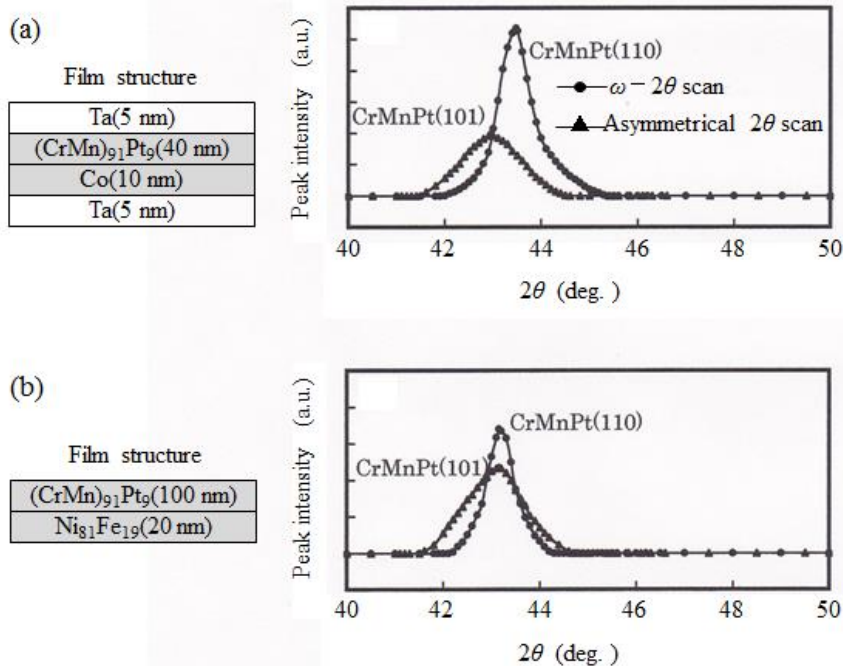 (a)
Film structure
Ta(5 nm)
(CrMn)₉₁Pt₉(40 nm)
Co(10 nm)
Ta(5 nm)
Peak intensity (a.u.)
CrMnPt(110)
CrMnPt(101)
ω－2θ scan
Asymmetrical 2θ scan
40 42 44 46 48 50
2θ (deg. )
(b)
Film structure
(CrMn)₉₁Pt₉(100 nm)
Ni₈₁Fe₁₉(20 nm)
Peak intensity (a.u.)
CrMnPt(110)
CrMnPt(101)
40 42 44 46 48 50
2θ (deg. )